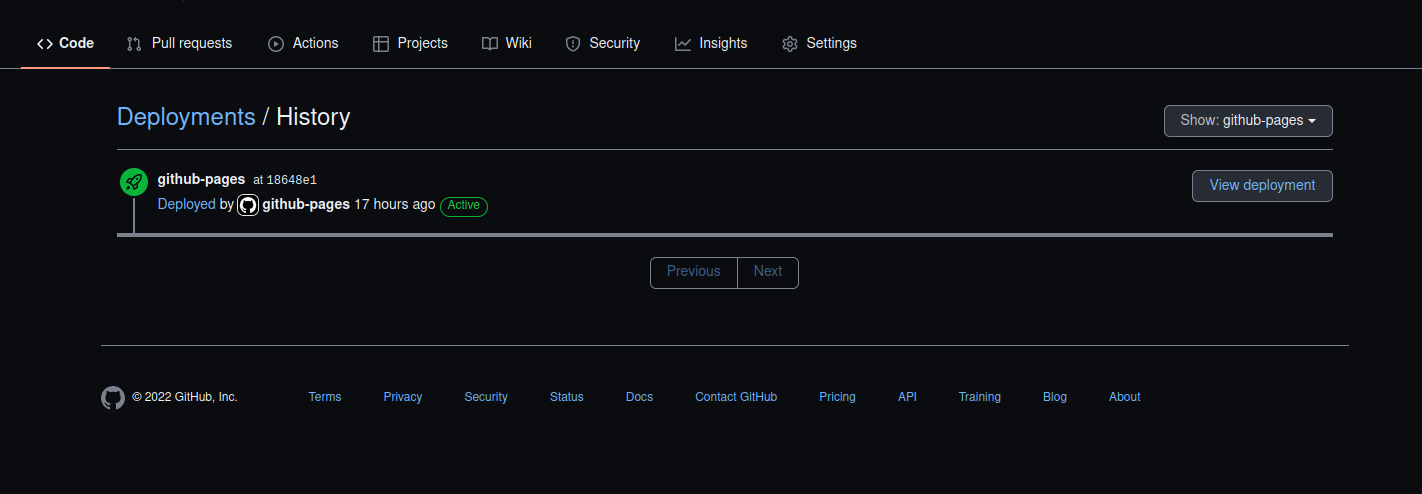 Code Pull requests Actions Projects Wiki Security Insights Settings
Deployments / History
Show: github-pages
github-pages at 18648e1
View deployment
Deployed by github-pages 17 hours ago Active
Previous Next
© 2022 GitHub, Inc. Terms Privacy Security Status Docs Contact GitHub Pricing API Training Blog About